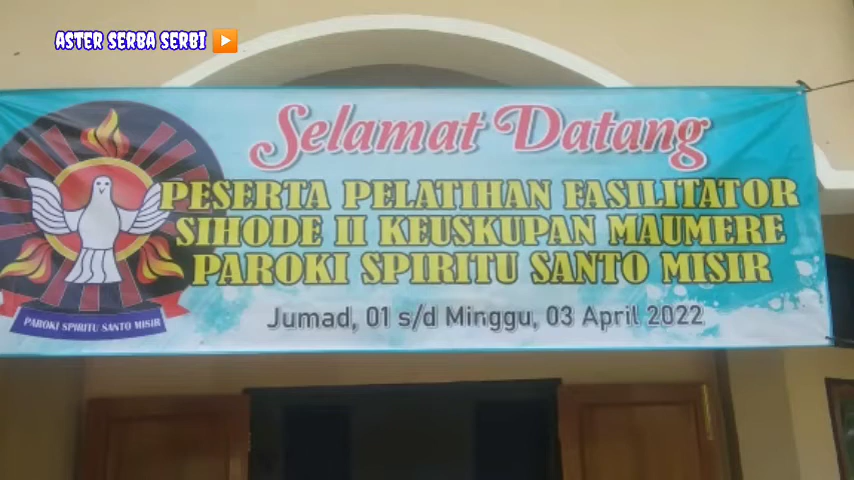 ASTER SERBA SERBI
Selamat Datang
PESERTA PELATIHAN FASILITATOR
SIHODE II KEUSKUPAN MAUMERE
PAROKI SPIRITU SANTO MISIR
Jumad, 01 s/d Minggu, 03 April 2022
PAROKI SPIRITU SANTO MISIR